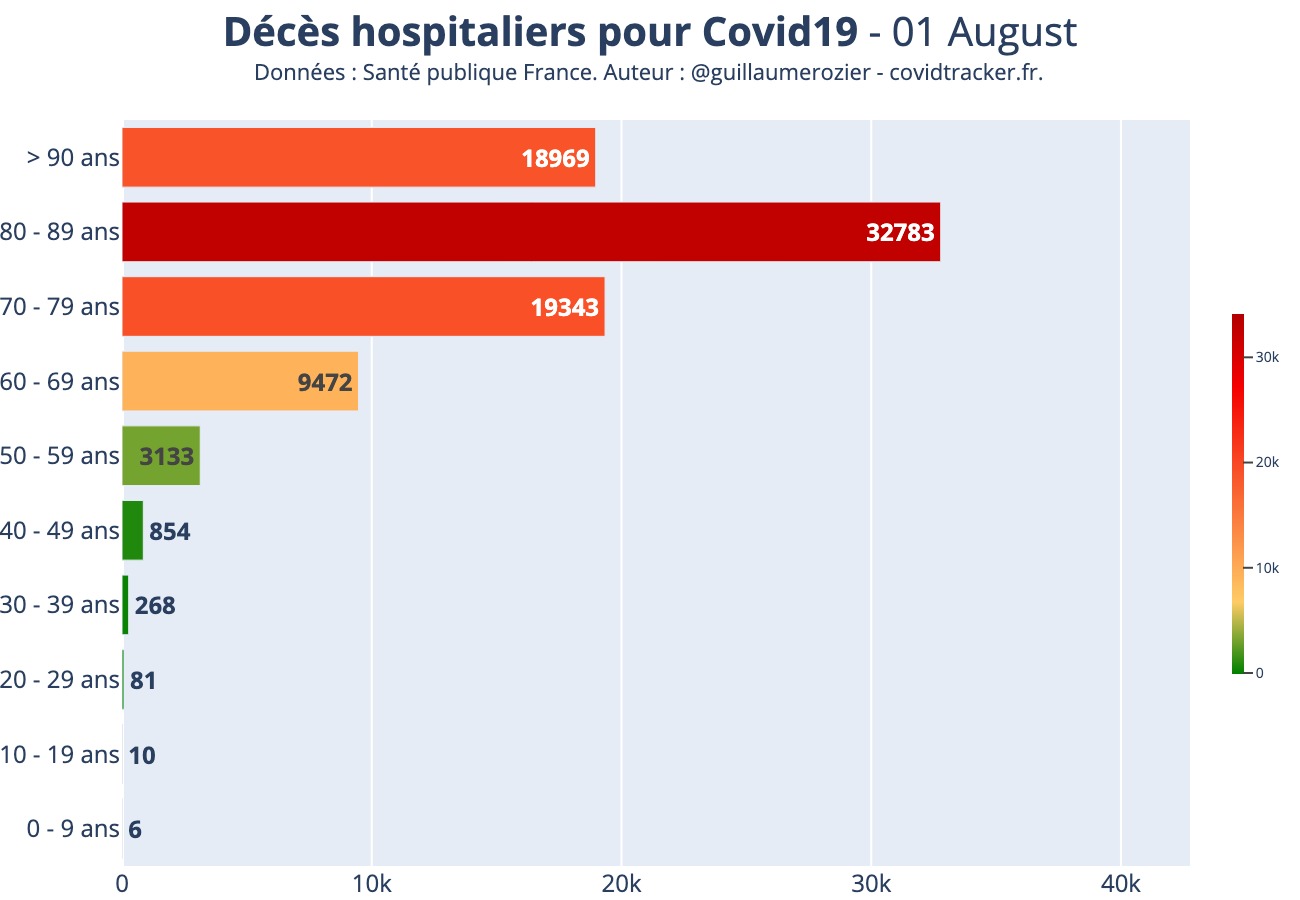 Décès hospitaliers pour Covid19 - 01 August
Données : Santé publique France. Auteur : @guillaumerozier - covidtracker.fr.
> 90 ans 18969
80 - 89 ans 32783
70 - 79 ans 19343
60 - 69 ans 9472
50 - 59 ans 3133
40 - 49 ans 854
30 - 39 ans 268
20 - 29 ans 81
10 - 19 ans 10
0 - 9 ans 6
0 10k 20k 30k 40k
30k
20k
10k
0